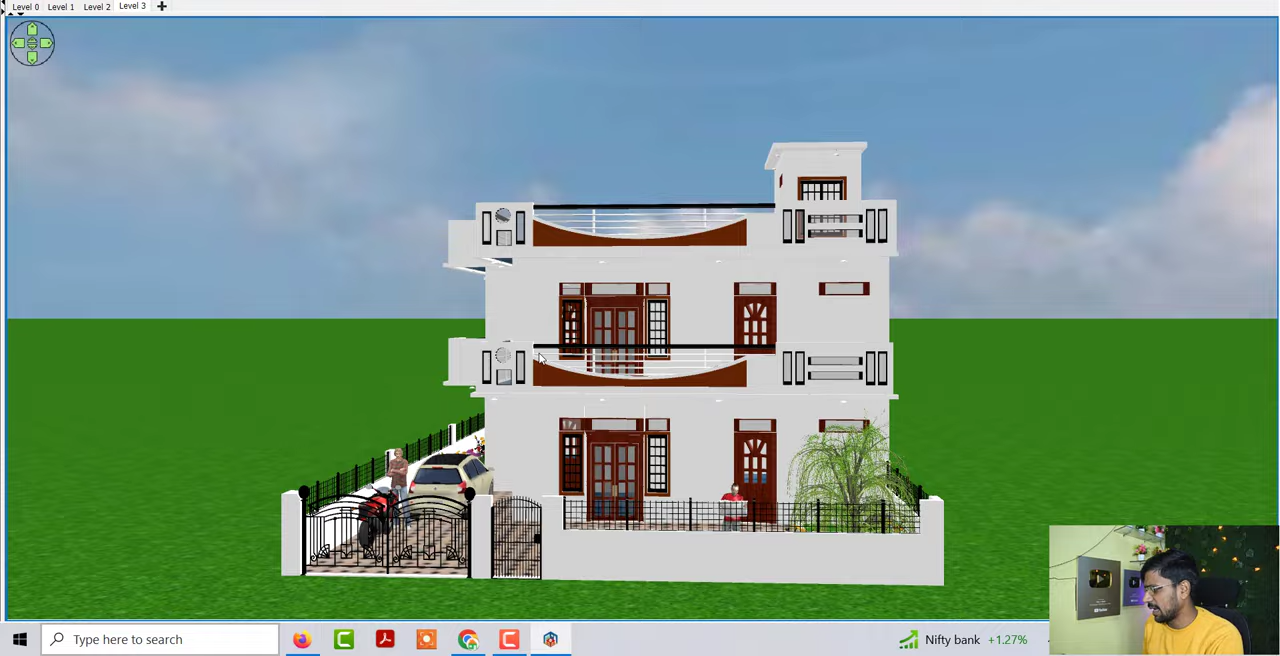 Level 0 Level 1 Level 2 Level 3
Type here to search
Nifty bank +1.27%